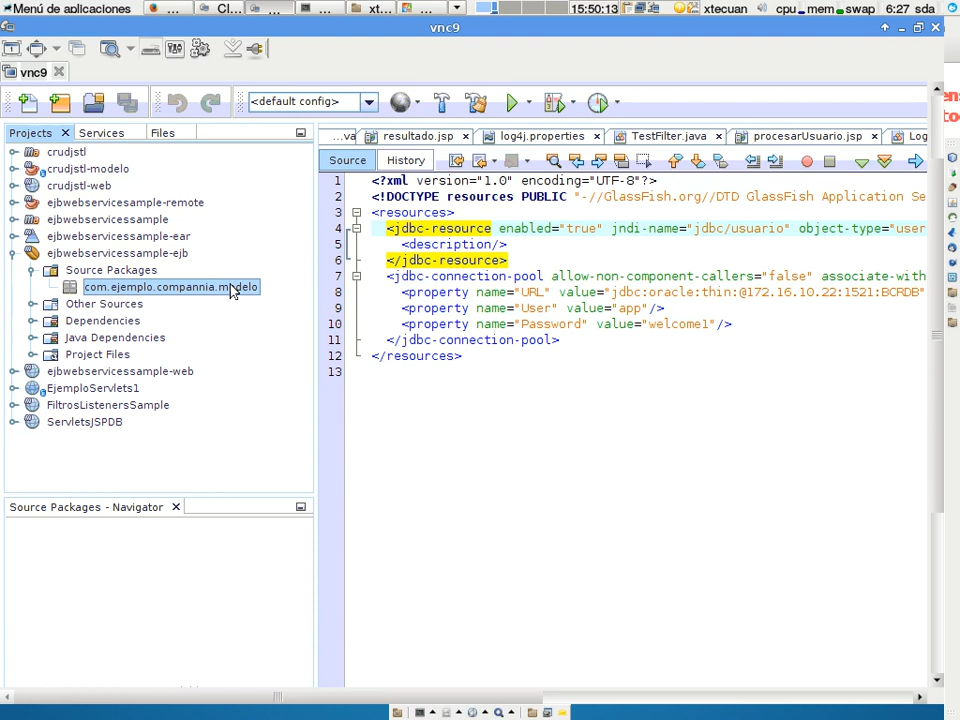 Menú de aplicaciones
...
Cl...
...
...
xt...
...
15:50:13
xtecuan
cpu mem swap
6:27 sda
vnc9
vnc9
<default config>
Projects
Services
Files
crudjstl
crudjstl-modelo
crudjstl-web
ejbwebservicesample-remote
ejbwebservicesample
ejbwebservicesample-ear
ejbwebservicesample-ejb
Source Packages
com.ejemplo.compannia.modelo
Other Sources
Dependencies
Java Dependencies
Project Files
ejbwebservicesample-web
EjemploServlets1
FiltrosListenersSample
ServletsJSPDB
Source Packages - Navigator
...va
resultado.jsp
log4j.properties
TestFilter.java
procesarUsuario.jsp
Log
Source
History
1 <?xml version="1.0" encoding="UTF-8"?>
2 <!DOCTYPE resources PUBLIC "-//GlassFish.org//DTD GlassFish Application Se
3 <resources>
4 <jdbc-resource enabled="true" jndi-name="jdbc/usuario" object-type="user
5 <description/>
6 </jdbc-resource>
7 <jdbc-connection-pool allow-non-component-callers="false" associate-with
8 <property name="URL" value="jdbc:oracle:thin:@172.16.10.22:1521:BCRDB"
9 <property name="User" value="app"/>
10 <property name="Password" value="welcome1"/>
11 </jdbc-connection-pool>
12 </resources>
13